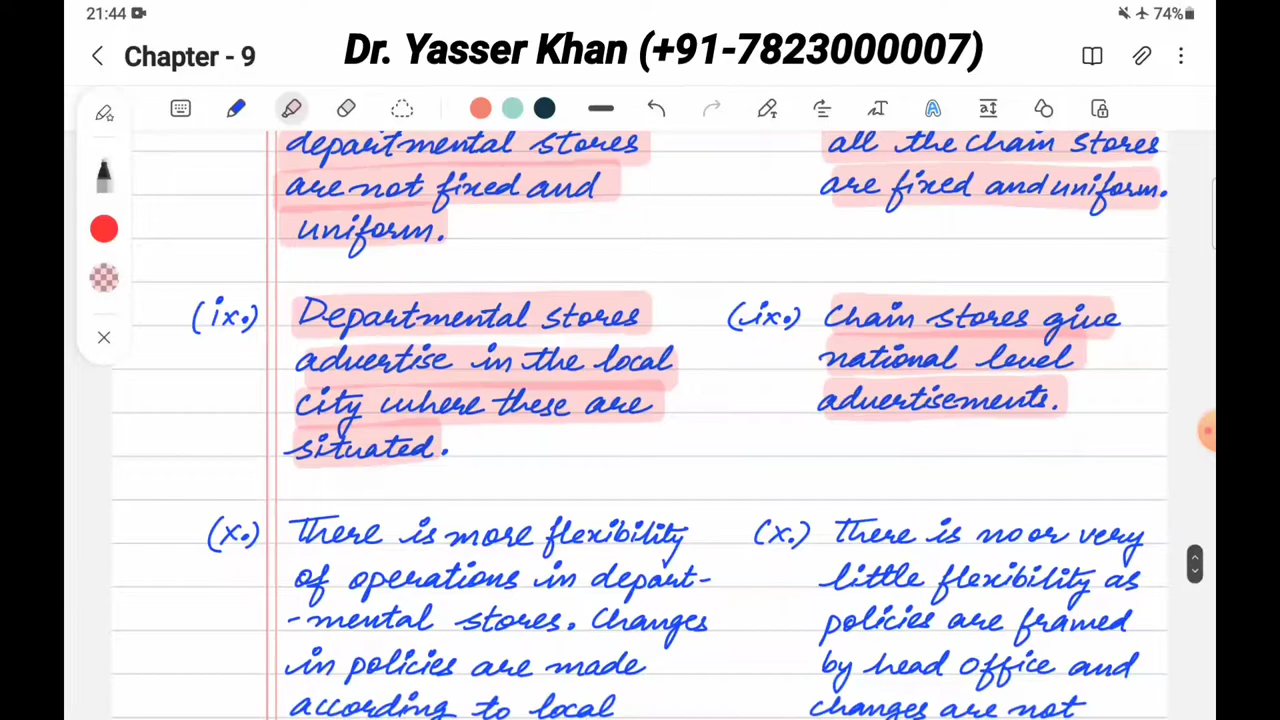 21:44
74%
Chapter - 9
Dr. Yasser Khan (+91-7823000007)
departmental stores
are not fixed and
uniform.
all the chain stores
are fixed and uniform.
(ix.) Departmental stores
advertise in the local
city where these are
situated.
(ix.) Chain stores give
national level
advertisements.
(x.) There is more flexibility
of operations in depart-
-mental stores. Changes
in policies are made
according to local
(x.) There is no or very
little flexibility as
policies are framed
by head office and
changes are not